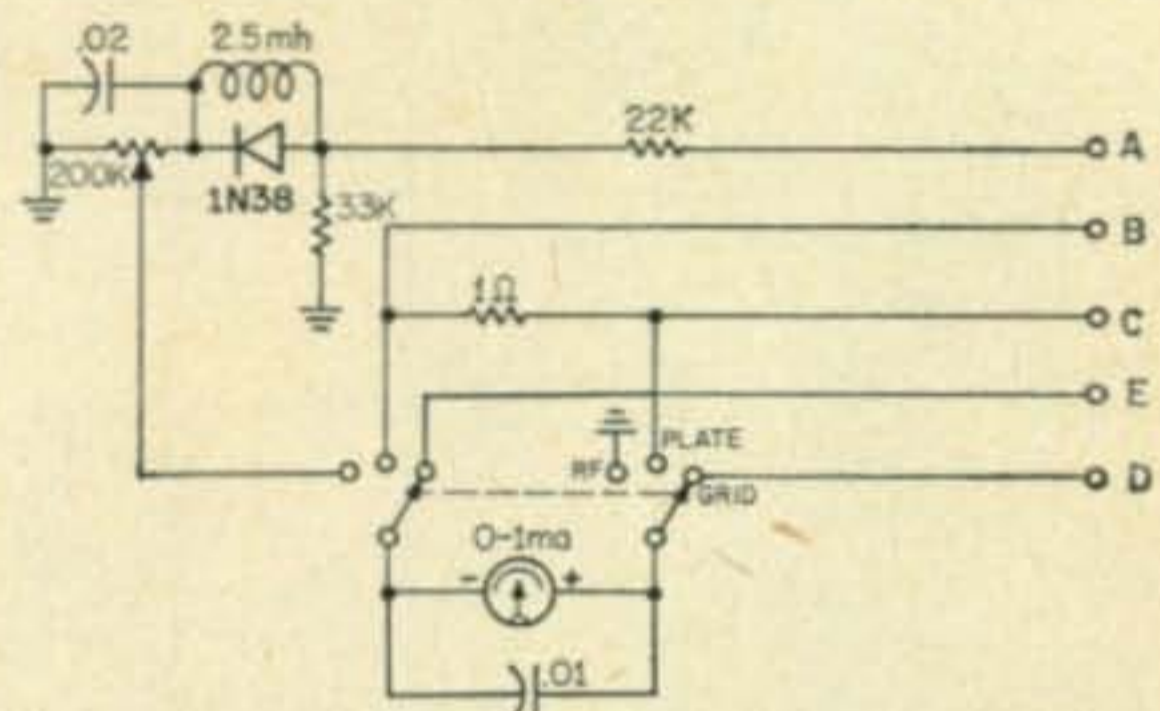 .02
2.5mh
22K
A
200K
1N38
33K
B
1Ω
C
E
PLATE
RF
D
GRID
0-1ma
- +
.01